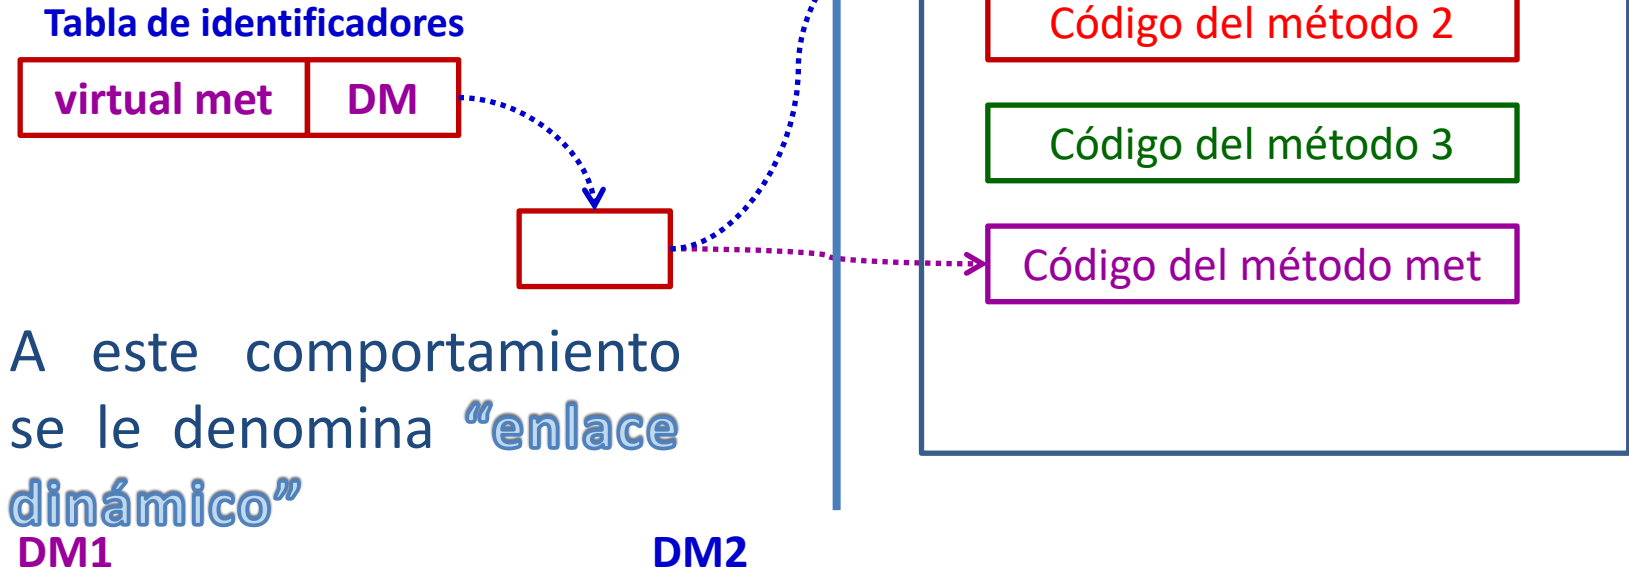 Tabla de identificadores
virtual met DM
Código del método 2
Código del método 3
Código del método met
A este comportamiento
se le denomina “enlace
dinámico”
DM1 DM2